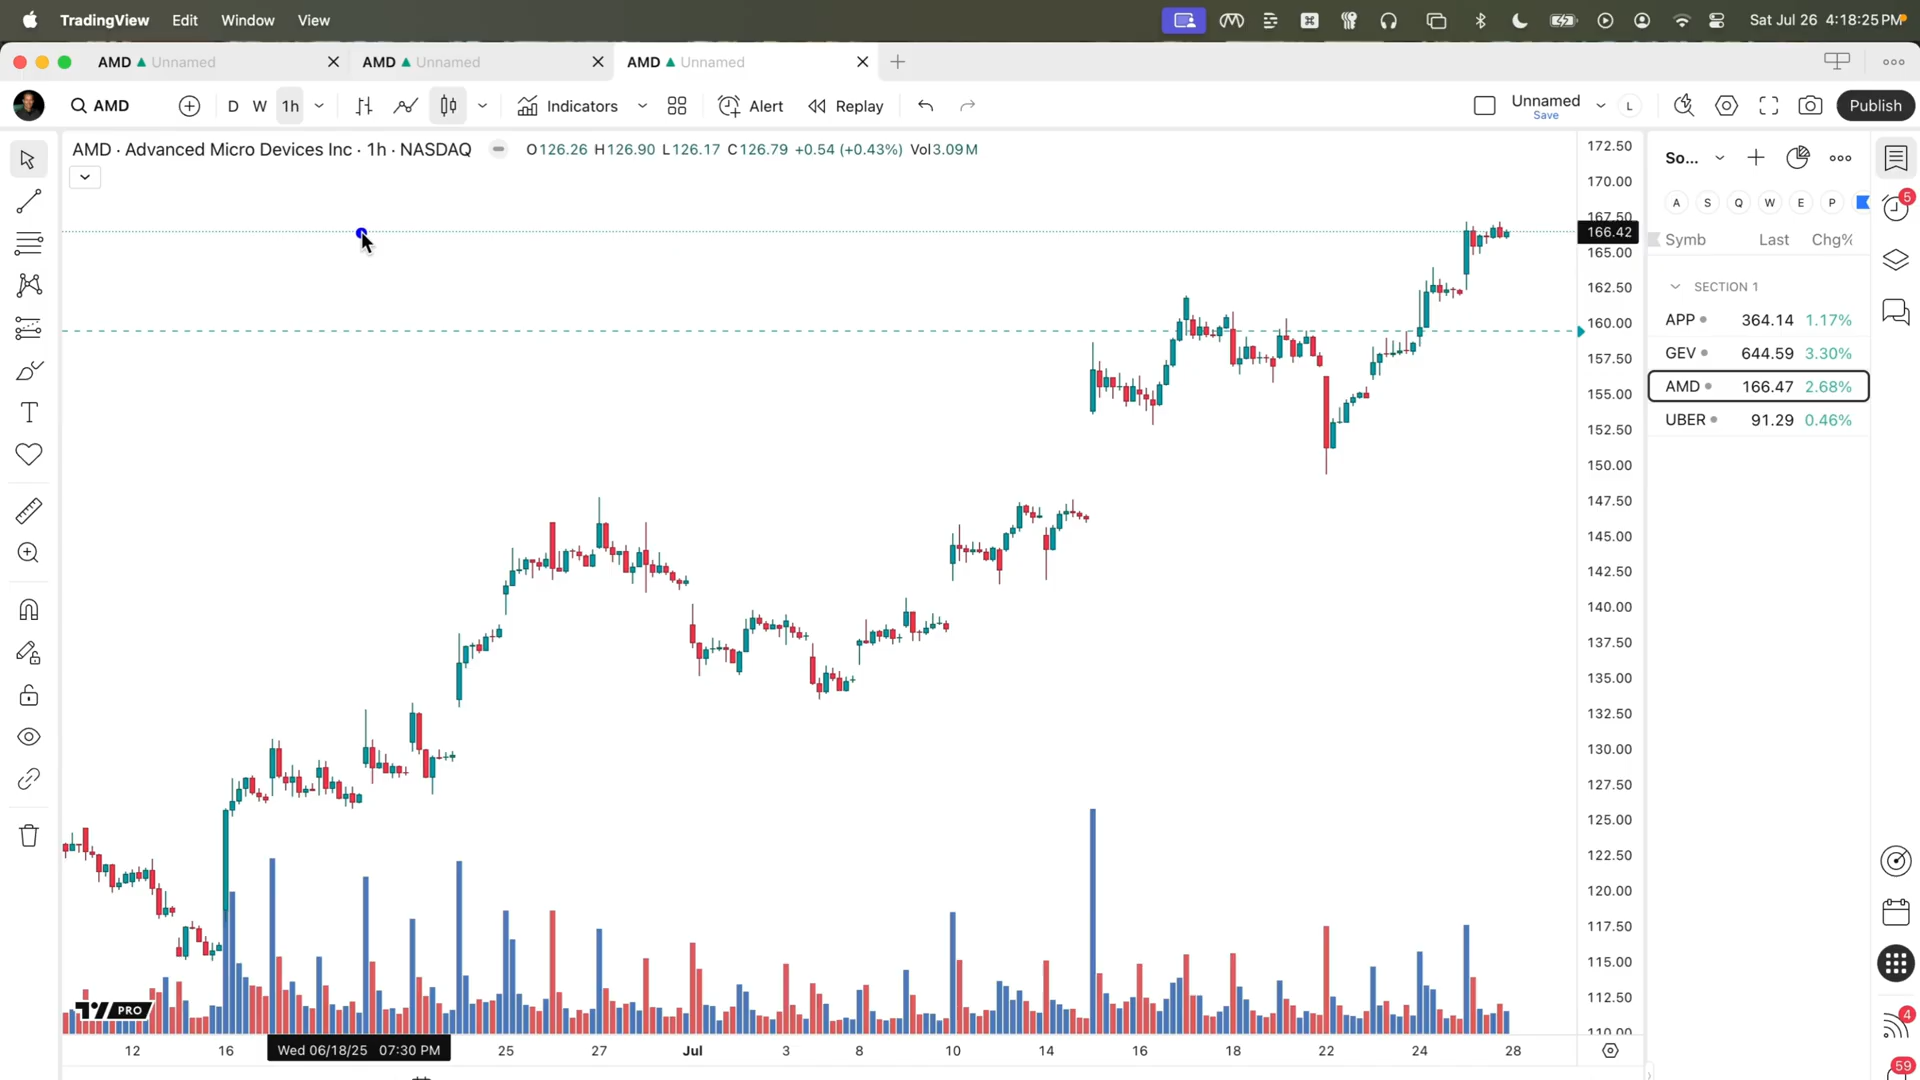 TradingView Edit Window View Sat Jul 26 4:18:25 PM
AMD ▲ Unnamed AMD ▲ Unnamed AMD ▲ Unnamed
AMD D W 1h Indicators Alert Replay Unnamed Save L Publish
AMD · Advanced Micro Devices Inc · 1h · NASDAQ O126.26 H126.90 L126.17 C126.79 +0.54 (+0.43%) Vol3.09 M
172.50
170.00
167.50
166.42
165.00
162.50
160.00
157.50
155.00
152.50
150.00
147.50
145.00
142.50
140.00
137.50
135.00
132.50
130.00
127.50
125.00
122.50
120.00
117.50
115.00
112.50
110.00
So...
A S Q W E P
Symb Last Chg%
SECTION 1
APP 364.14 1.17%
GEV 644.59 3.30%
AMD 166.47 2.68%
UBER 91.29 0.46%
5
4
59
PRO
12 16 Wed 06/18/25 07:30 PM 25 27 Jul 3 8 10 14 16 18 22 24 28